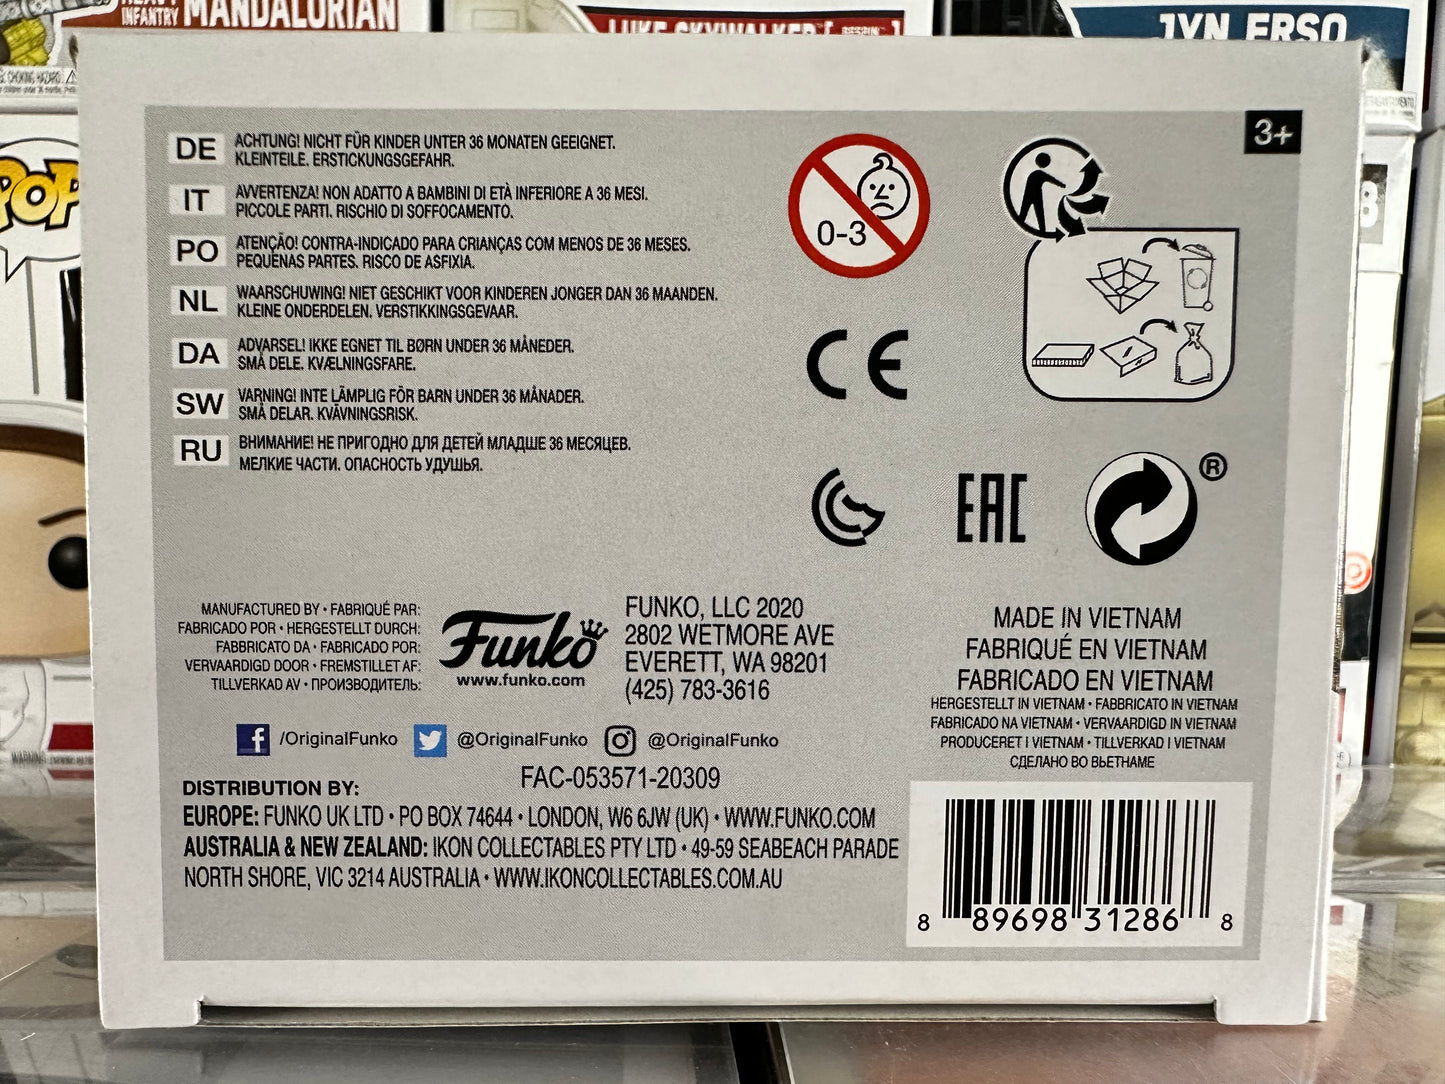 HEAVY
INFANTRY MANDALORIAN
LUKE SKYWALKER [BESPIN]
JYN ERSO
CHOKING HAZARD
POP
8
3+
DE ACHTUNG! NICHT FÜR KINDER UNTER 36 MONATEN GEEIGNET.
KLEINTEILE. ERSTICKUNGSGEFAHR.
IT AVVERTENZA! NON ADATTO A BAMBINI DI ETÀ INFERIORE A 36 MESI.
PICCOLE PARTI. RISCHIO DI SOFFOCAMENTO.
PO ATENÇÃO! CONTRA-INDICADO PARA CRIANÇAS COM MENOS DE 36 MESES.
PEQUENAS PARTES. RISCO DE ASFIXIA.
NL WAARSCHUWING! NIET GESCHIKT VOOR KINDEREN JONGER DAN 36 MAANDEN.
KLEINE ONDERDELEN. VERSTIKKINGSGEVAAR.
DA ADVARSEL! IKKE EGNET TIL BØRN UNDER 36 MÅNEDER.
SMÅ DELE. KVÆLNINGSFARE.
SW VARNING! INTE LÄMPLIG FÖR BARN UNDER 36 MÅNADER.
SMÅ DELAR. KVÄVNINGSRISK.
RU ВНИМАНИЕ! НЕ ПРИГОДНО ДЛЯ ДЕТЕЙ МЛАДШЕ 36 МЕСЯЦЕВ.
МЕЛКИЕ ЧАСТИ. ОПАСНОСТЬ УДУШЬЯ.
0-3
CE
EAC
®
MANUFACTURED BY • FABRIQUÉ PAR:
FABRICADO POR • HERGESTELLT DURCH:
FABBRICATO DA • FABRICADO POR:
VERVAARDIGD DOOR • FREMSTILLET AF:
TILLVERKAD AV • ПРОИЗВОДИТЕЛЬ:
Funko
www.funko.com
FUNKO, LLC 2020
2802 WETMORE AVE
EVERETT, WA 98201
(425) 783-3616
MADE IN VIETNAM
FABRIQUÉ EN VIETNAM
FABRICADO EN VIETNAM
HERGESTELLT IN VIETNAM • FABBRICATO IN VIETNAM
FABRICADO NA VIETNAM • VERVAARDIGD IN VIETNAM
PRODUCERET I VIETNAM • TILLVERKAD I VIETNAM
СДЕЛАНО ВО ВЬЕТНАМЕ
f /OriginalFunko @OriginalFunko @OriginalFunko
FAC-053571-20309
DISTRIBUTION BY:
EUROPE: FUNKO UK LTD • PO BOX 74644 • LONDON, W6 6JW (UK) • WWW.FUNKO.COM
AUSTRALIA & NEW ZEALAND: IKON COLLECTABLES PTY LTD • 49-59 SEABEACH PARADE
NORTH SHORE, VIC 3214 AUSTRALIA • WWW.IKONCOLLECTABLES.COM.AU
8 89698 31286 8
WARNING: